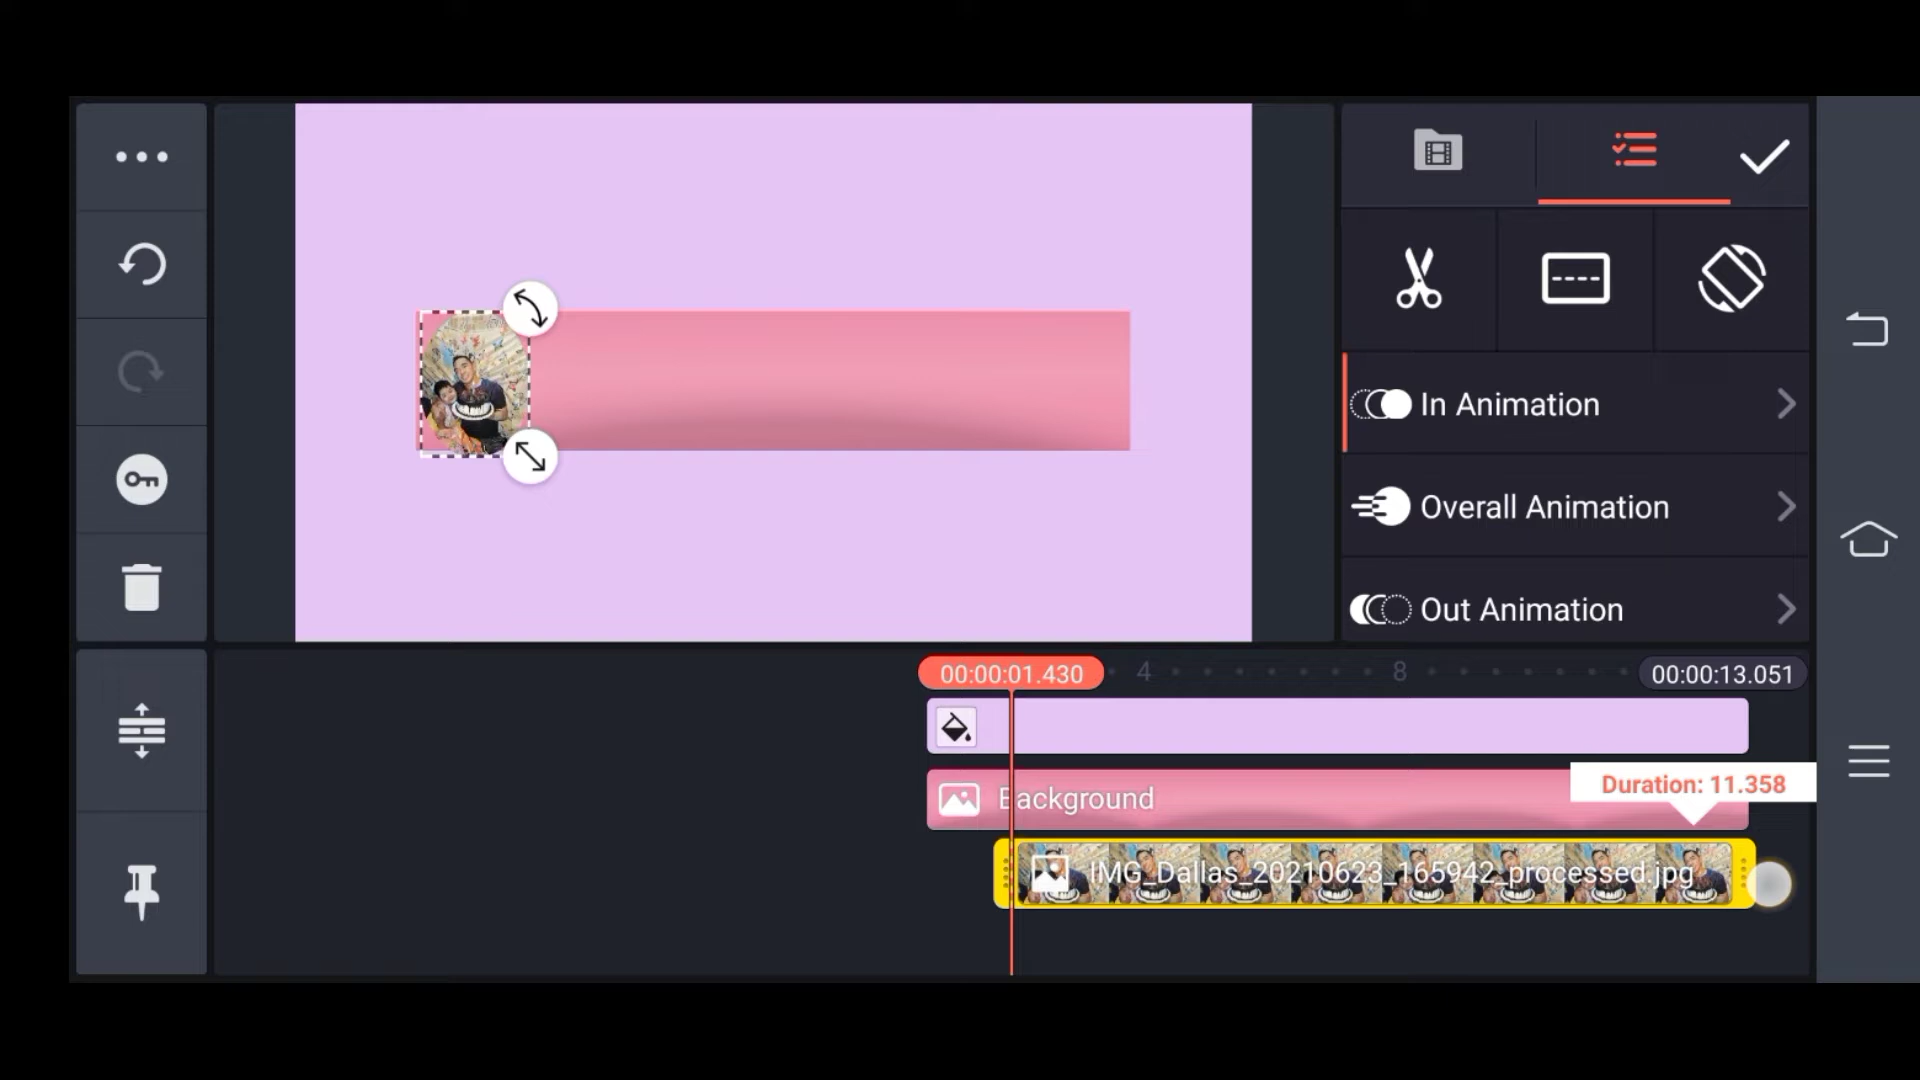 In Animation
Overall Animation
Out Animation
00:00:01.430
4
8
00:00:13.051
Background
Duration: 11.358
IMG_Dallas_20210623_165942_processed.jpg